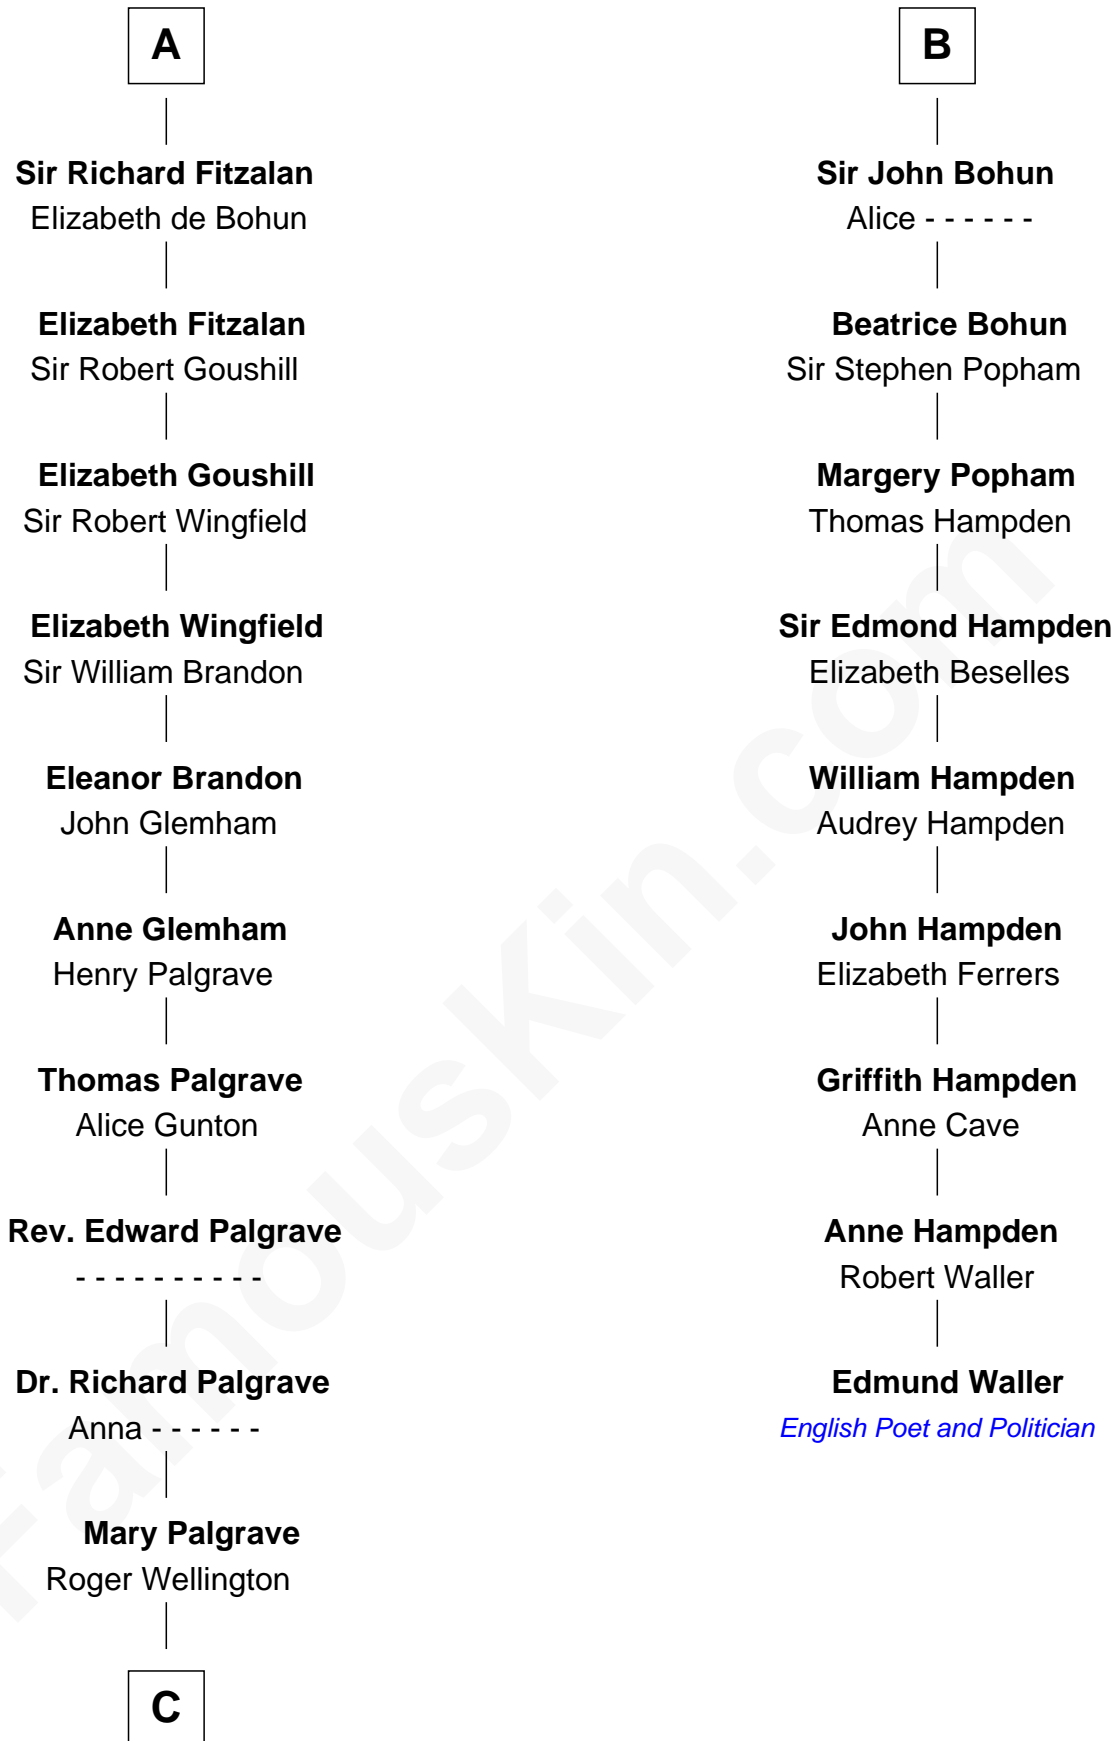 A
Sir Richard Fitzalan
Elizabeth de Bohun
Elizabeth Fitzalan
Sir Robert Goushill
Elizabeth Goushill
Sir Robert Wingfield
Elizabeth Wingfield
Sir William Brandon
Eleanor Brandon
John Glemham
Anne Glemham
Henry Palgrave
Thomas Palgrave
Alice Gunton
Rev. Edward Palgrave
- - - - - - - - - -
Dr. Richard Palgrave
Anna - - - - - -
Mary Palgrave
Roger Wellington
C
B
Sir John Bohun
Alice - - - - - -
Beatrice Bohun
Sir Stephen Popham
Margery Popham
Thomas Hampden
Sir Edmond Hampden
Elizabeth Beselles
William Hampden
Audrey Hampden
John Hampden
Elizabeth Ferrers
Griffith Hampden
Anne Cave
Anne Hampden
Robert Waller
Edmund Waller
English Poet and Politician
FamousKin.com